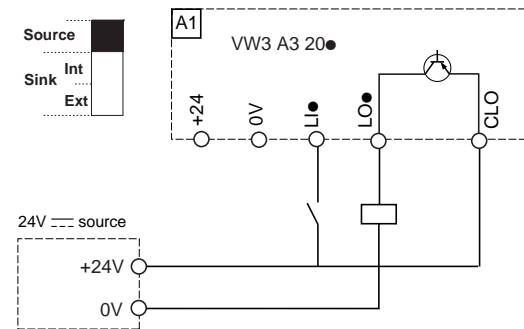 Source
Sink
Int
Ext
A1
VW3 A3 20●
+24
0V
LI●
LO●
CLO
24V ⎓ source
+24V
0V